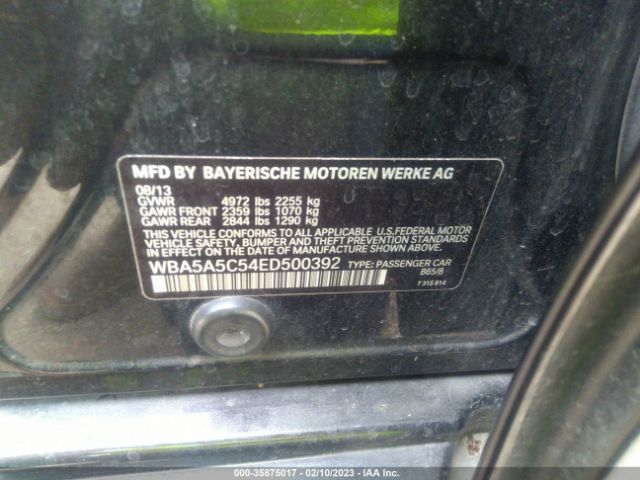 MFD BY BAYERISCHE MOTOREN WERKE AG
08/13
GVWR 4972 lbs 2255 kg
GAWR FRONT 2359 lbs 1070 kg
GAWR REAR 2844 lbs 1290 kg
THIS VEHICLE CONFORMS TO ALL APPLICABLE U.S.FEDERAL MOTOR
VEHICLE SAFETY, BUMPER AND THEFT PREVENTION STANDARDS
IN EFFECT ON THE DATE OF MANUFACTURE SHOWN ABOVE.
WBA5A5C54ED500392 TYPE: PASSENGER CAR
B65/8
7 315 814
000-35875017 - 02/10/2023 - IAA Inc.